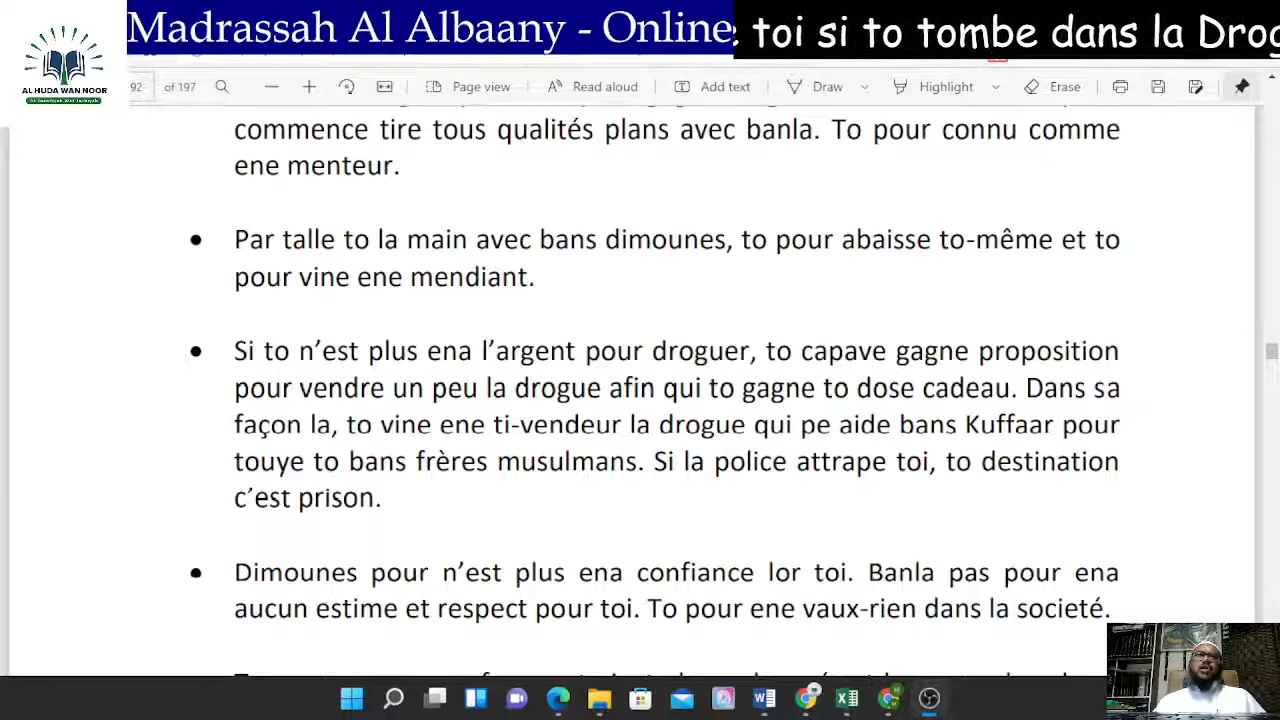 Madrassah Al Albaany - Online
toi si to tombe dans la Drog
AL HUDA WAN NOOR
92 of 197
Page view
Read aloud
Add text
Draw
Highlight
Erase
commence tire tous qualités plans avec banla. To pour connu comme
ene menteur.
• Par talle to la main avec bans dimounes, to pour abaisse to-même et to
pour vine ene mendiant.
• Si to n’est plus ena l’argent pour droguer, to capave gagne proposition
pour vendre un peu la drogue afin qui to gagne to dose cadeau. Dans sa
façon la, to vine ene ti-vendeur la drogue qui pe aide bans Kuffaar pour
touye to bans frères musulmans. Si la police attrape toi, to destination
c’est prison.
• Dimounes pour n’est plus ena confiance lor toi. Banla pas pour ena
aucun estime et respect pour toi. To pour ene vaux-rien dans la societé.